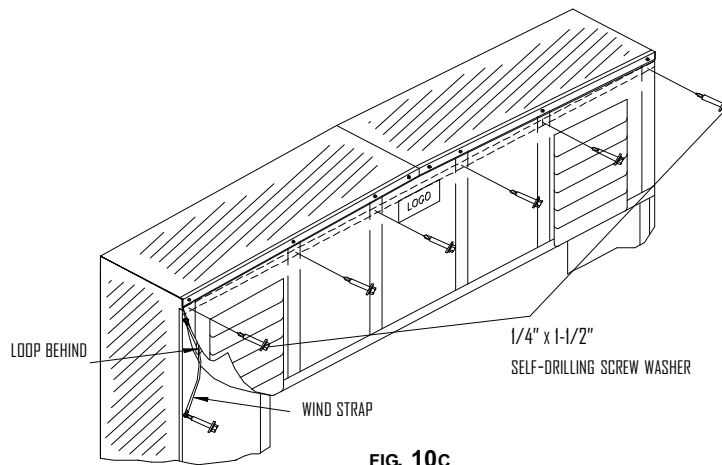 LOGO
1/4" x 1-1/2"
LOOP BEHIND
SELF-DRILLING SCREW WASHER
WIND STRAP
FIG. 10C